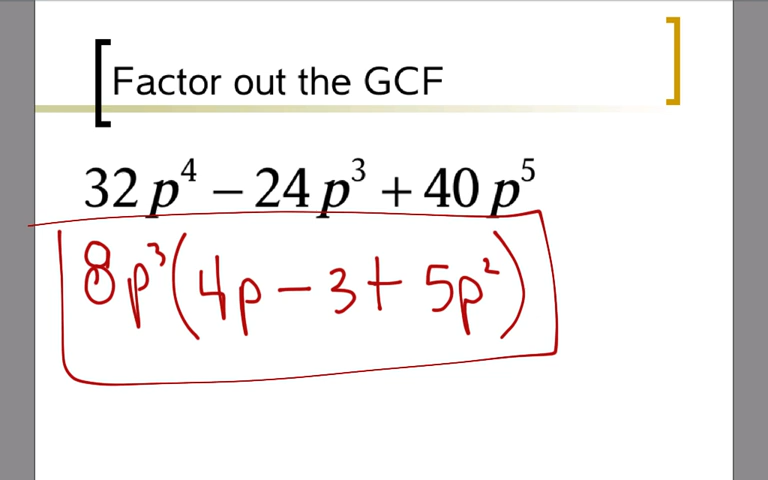 Factor out the GCF
32p⁴ − 24p³ + 40p⁵
8p³(4p − 3 + 5p²)